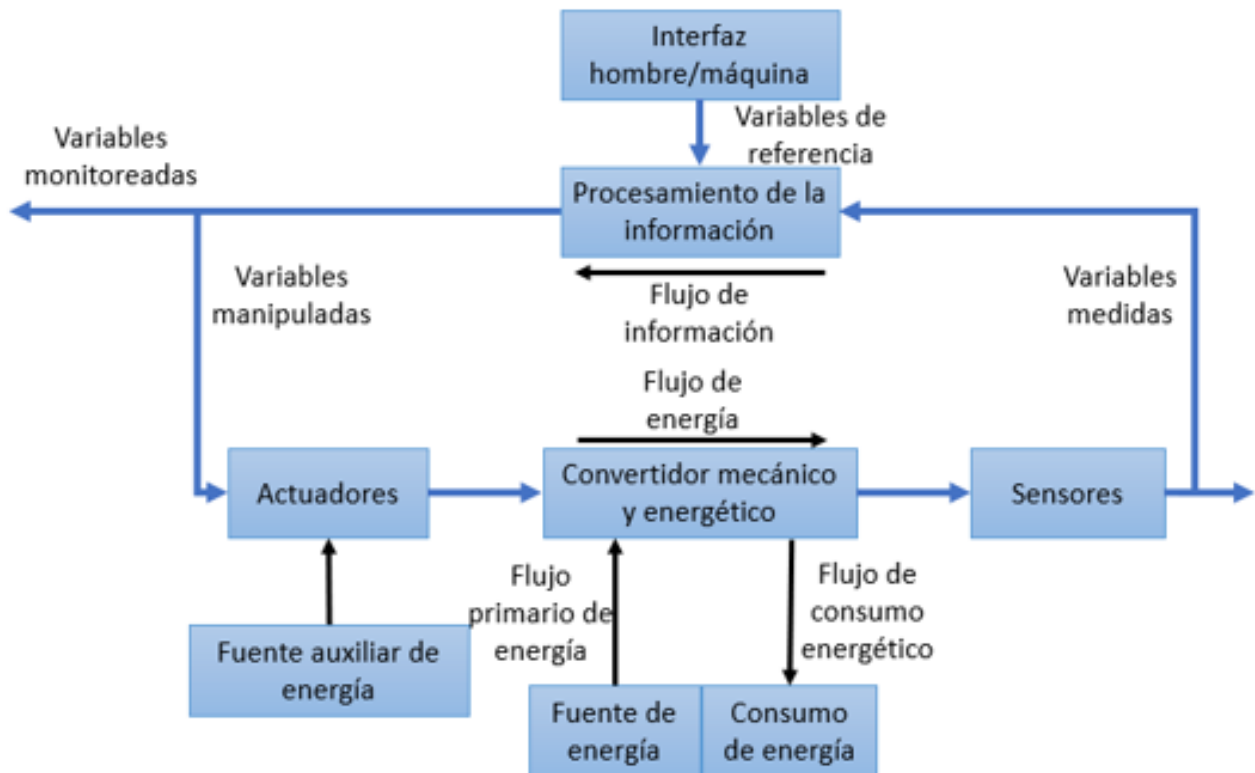 Interfaz
hombre/máquina
Variables de
referencia
Variables
monitoreadas
Procesamiento de la
información
Variables
manipuladas
Flujo de
información
Variables
medidas
Flujo de
energía
Actuadores
Convertidor mecánico
y energético
Sensores
Flujo
primario de
energía
Flujo de
consumo
energético
Fuente auxiliar de
energía
Fuente de
energía
Consumo
de energía